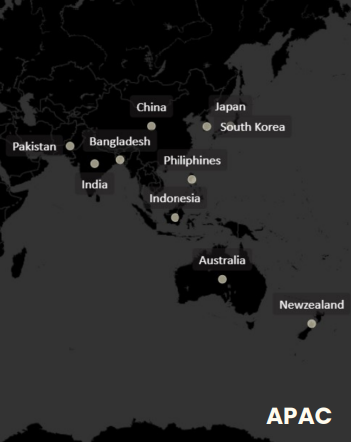 China
Japan
South Korea
Pakistan
Bangladesh
Philiphines
India
Indonesia
Australia
Newzealand
APAC